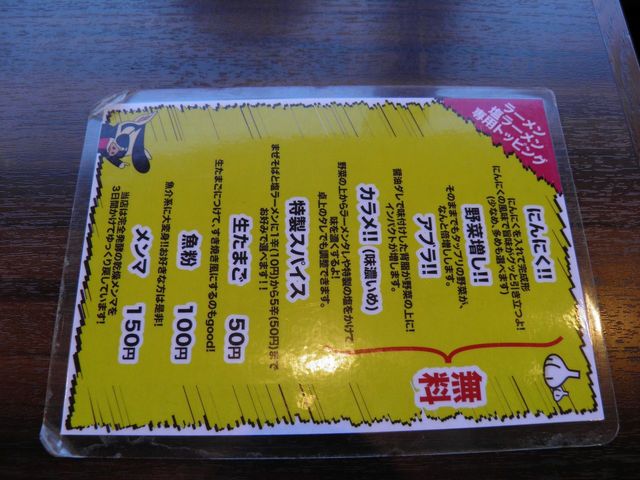 ラーメン
塩ラーメン
専用トッピング
にんにく!!
にんにくを入れて完成形
にんにくの風味で旨味がグッと引き立つよ!
(少なめ、多めも選べます)
野菜増し!!
そのままでもタップリの野菜が、
なんと倍増しします。
アブラ!!
醤油ダレで味付けした背脂が野菜の上に!
インパクトが増します。
カラメ!! (味濃いめ)
野菜の上からラーメンダレや特製の塩をかけて
味を濃くするよ!
卓上のタレでも調整できます。
無料
特製スパイス
まぜそばと塩ラーメンに1辛(10円)から5辛(50円)まで
お好みで選べます!!
生たまご 50円
生たまごにつけて、すき焼き風にするのもgood!
魚粉 100円
魚介系に大変身!!お好きな方は是非!
メンマ 150円
当店は完全発酵の乾燥メンマを
3日間かけてゆっくり戻しています!